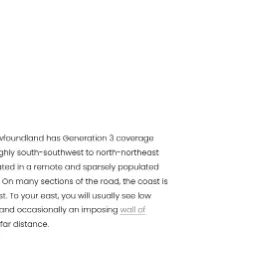 wfoundland has Generation 3 coverage
ghly south-southwest to north-northeast
ated in a remote and sparsely populated
On many sections of the road, the coast is
st. To your east, you will usually see low
and occasionally an imposing wall of
far distance.